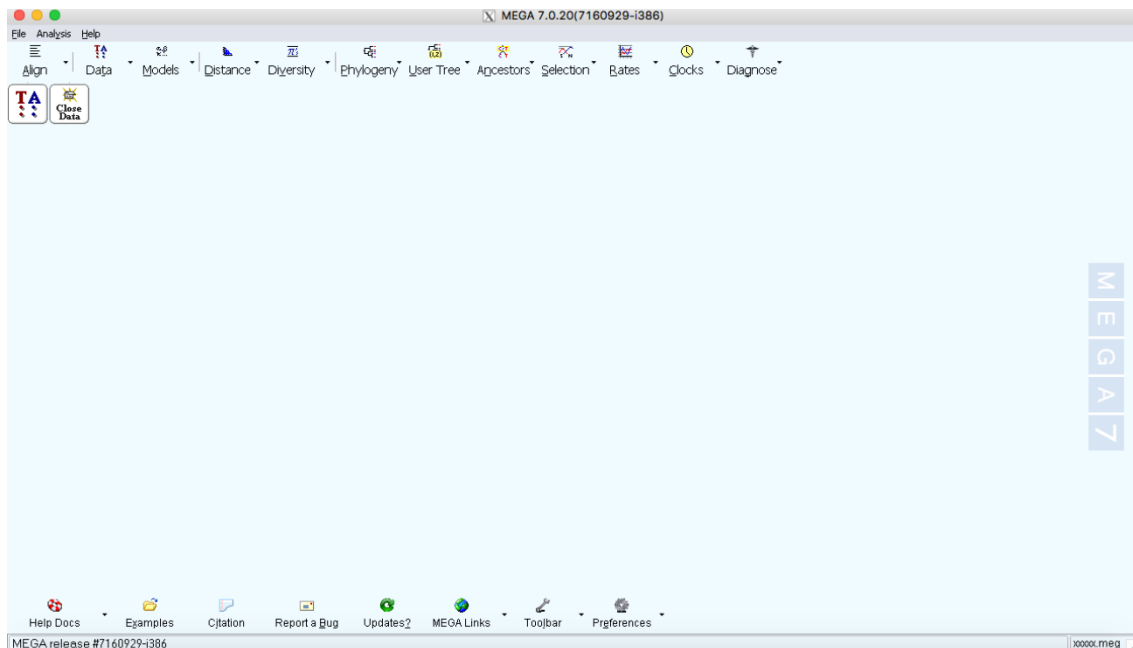 MEGA 7.0.20(7160929-i386)
File Analysis Help
Align Data Models Distance Diversity Phylogeny User Tree Ancestors Selection Rates Clocks Diagnose
TA Close Data
M
E
G
A
7
Help Docs Examples Citation Report a Bug Updates? MEGA Links Toolbar Preferences
MEGA release #7160929-i386 xxxxx.meg